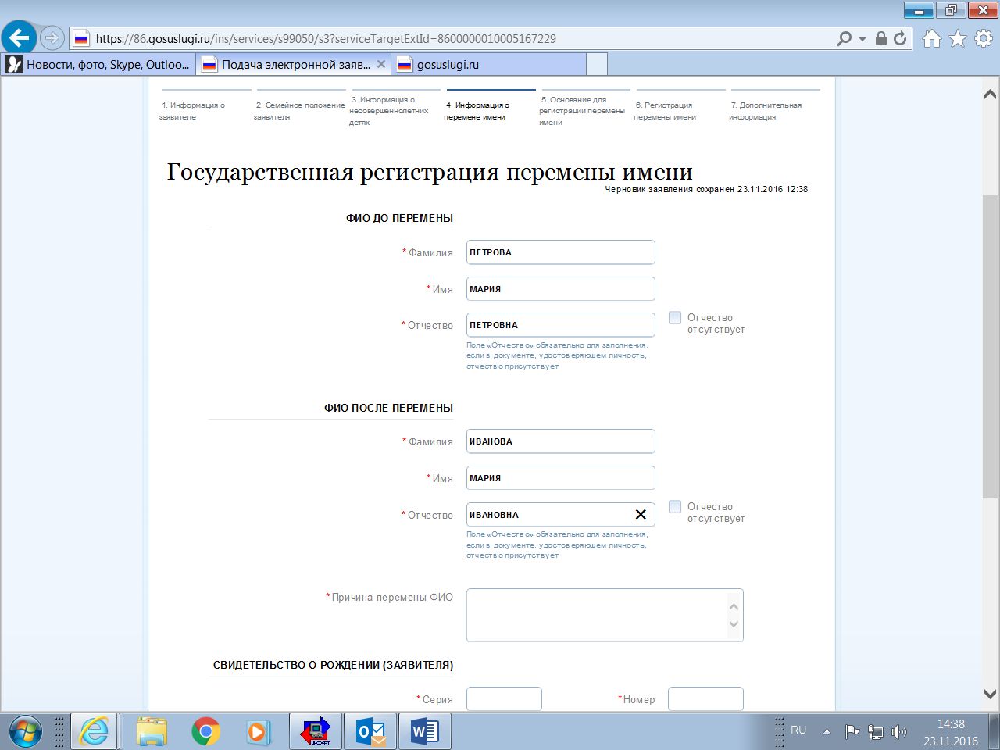 https://86.gosuslugi.ru/ins/services/s99050/s3?serviceTargetExtId=8600000010005167229
Новости, фото, Skype, Outloo...
Подача электронной заяв...
gosuslugi.ru
1. Информация о заявителе
2. Семейное положение заявителя
3. Информация о несовершеннолетних детях
4. Информация о перемене имени
5. Основание для регистрации перемены имени
6. Регистрация перемены имени
7. Дополнительная информация
Государственная регистрация перемены имени
Черновик заявления сохранен 23.11.2016 12:38
ФИО ДО ПЕРЕМЕНЫ
* Фамилия ПЕТРОВА
* Имя МАРИЯ
* Отчество ПЕТРОВНА
Отчество
отсутствует
Поле «Отчество» обязательно для заполнения,
если в документе, удостоверяющем личность,
отчество присутствует
ФИО ПОСЛЕ ПЕРЕМЕНЫ
* Фамилия ИВАНОВА
* Имя МАРИЯ
* Отчество ИВАНОВНА
Отчество
отсутствует
Поле «Отчество» обязательно для заполнения,
если в документе, удостоверяющем личность,
отчество присутствует
* Причина перемены ФИО
СВИДЕТЕЛЬСТВО О РОЖДЕНИИ (ЗАЯВИТЕЛЯ)
* Серия * Номер
RU
14:38
23.11.2016